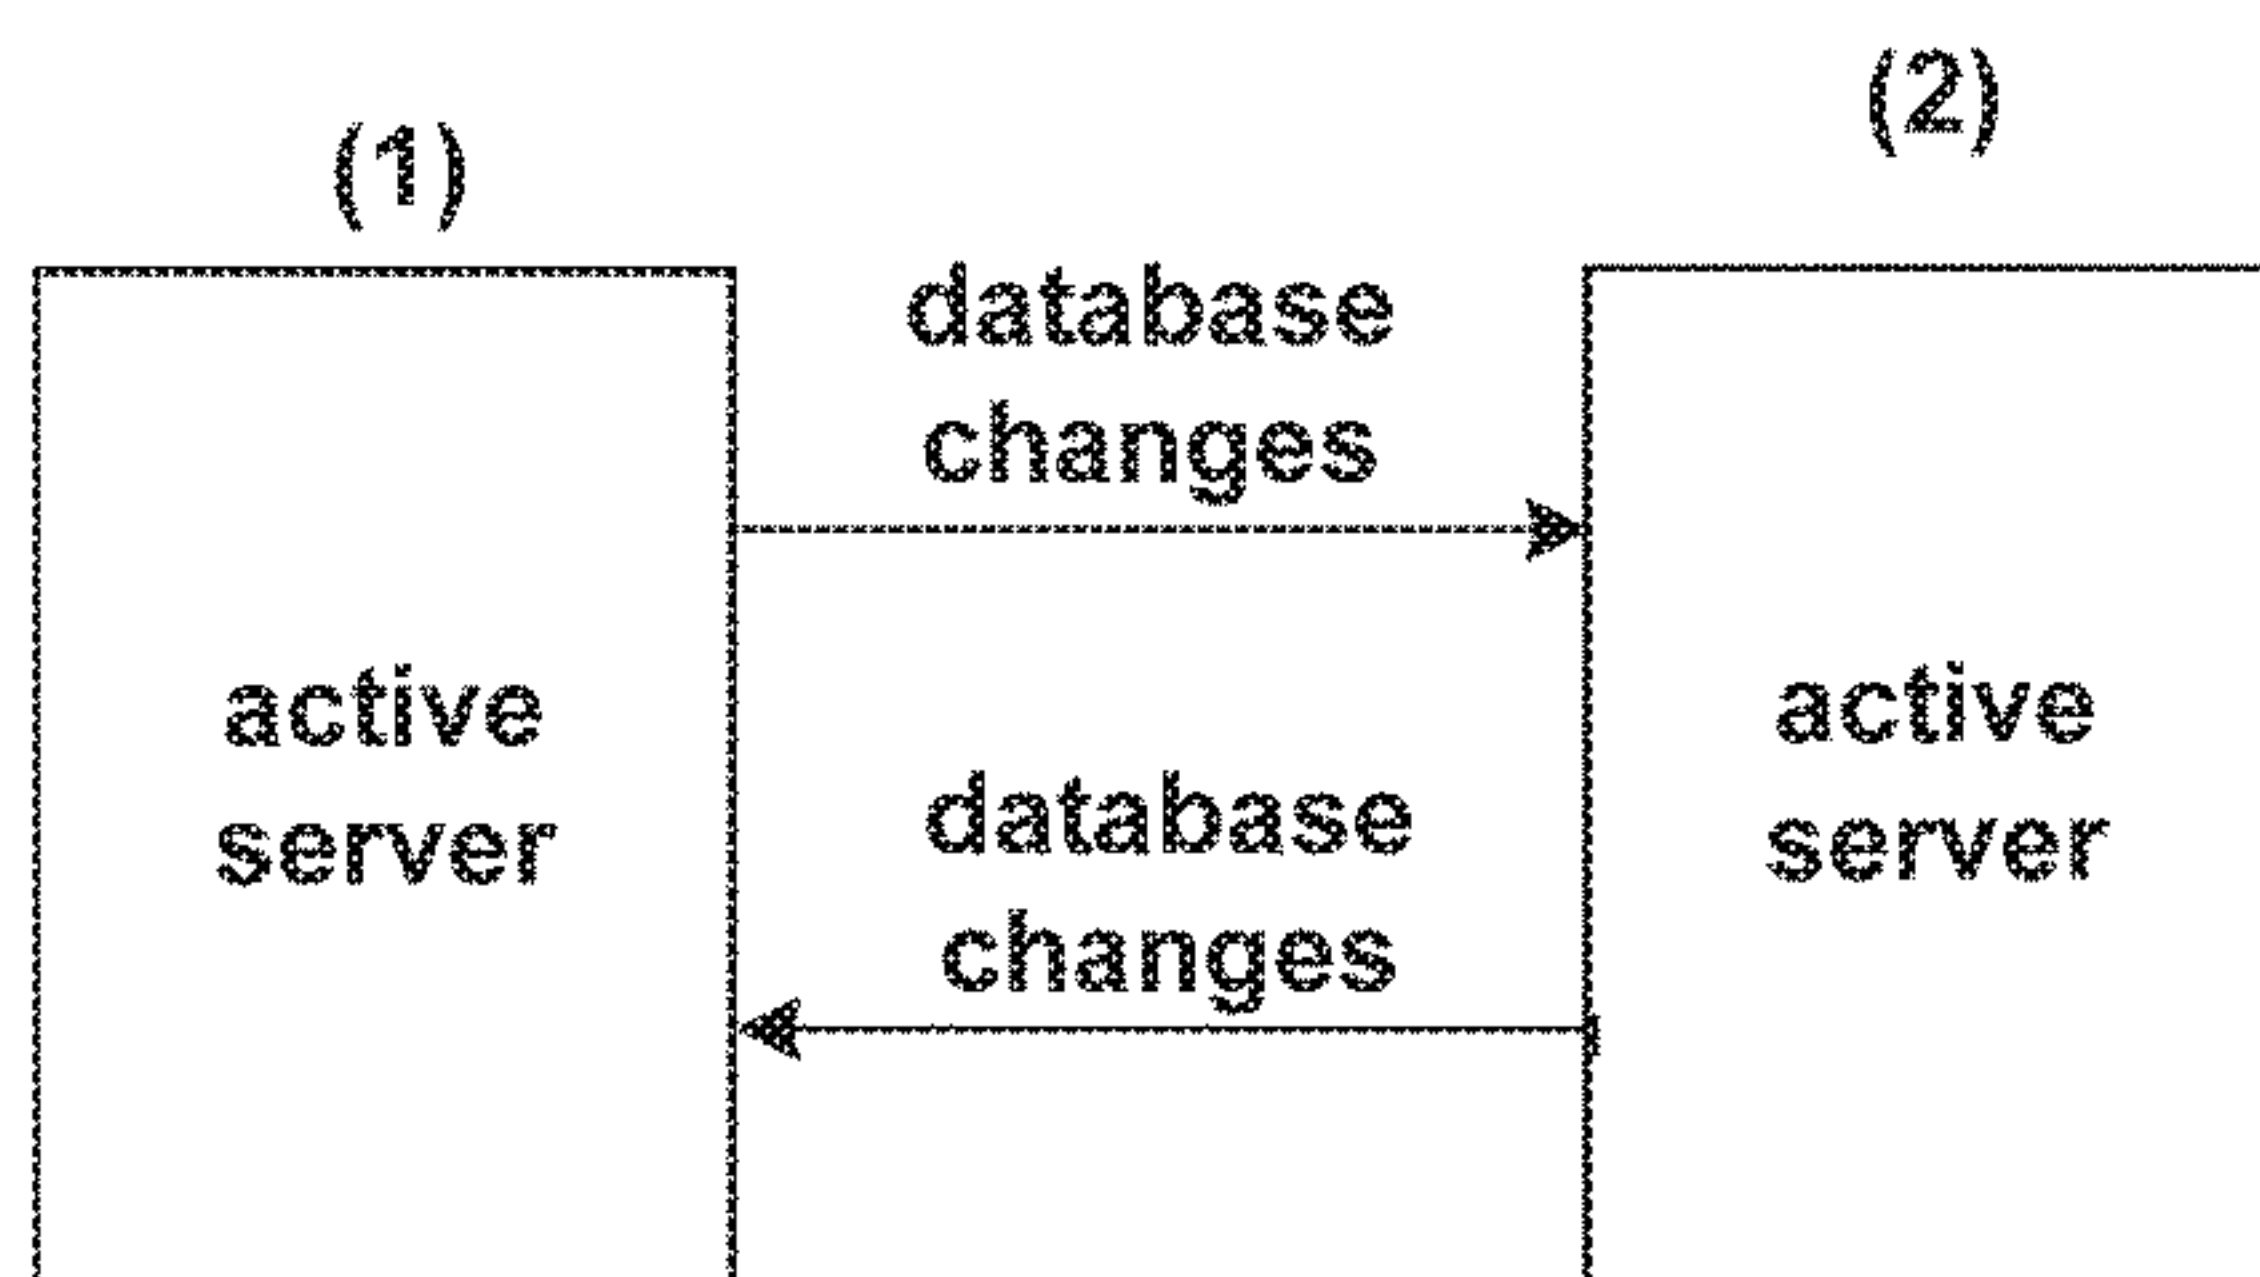 (1)
(2)
database
changes
active
server
active
server
database
changes